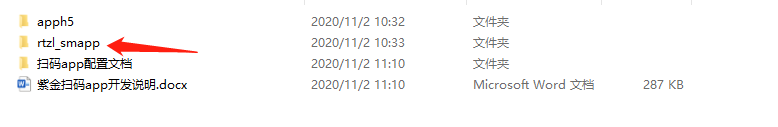 apph5 2020/11/2 10:32 文件夹
rtzl_smapp 2020/11/2 10:33 文件夹
扫码app配置文档 2020/11/2 11:10 文件夹
紫金扫码app开发说明.docx 2020/11/2 11:10 Microsoft Word 文档 287 KB